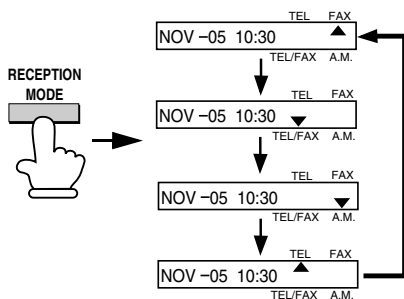 TEL FAX
NOV –05 10:30
TEL/FAX A.M.
RECEPTION
MODE
TEL FAX
NOV –05 10:30
TEL/FAX A.M.
TEL FAX
NOV –05 10:30
TEL/FAX A.M.
TEL FAX
NOV –05 10:30
TEL/FAX A.M.